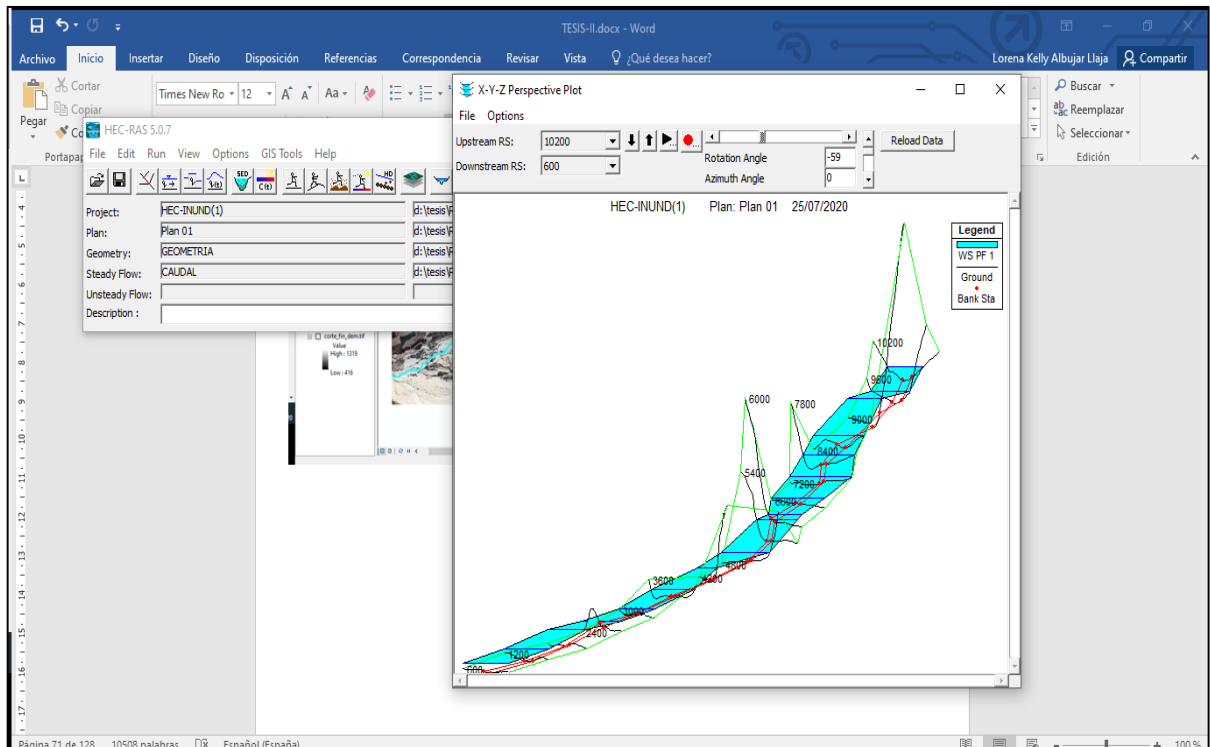 TESIS-II.docx - Word
Archivo Inicio Insertar Diseño Disposición Referencias Correspondencia Revisar Vista ¿Qué desea hacer? Lorena Kelly Albujar Llaja Compartir
Cortar
Copiar
Pegar
Times New Ro 12
Buscar
Reemplazar
Seleccionar
Edición
HEC-RAS 5.0.7
File Edit Run View Options GIS Tools Help
Project: HEC-INUND(1)
Plan: Plan 01
Geometry: GEOMETRIA
Steady Flow: CAUDAL
Unsteady Flow:
Description :
corte_fin_dem.tif
Value
High : 1319
Low : 416
X-Y-Z Perspective Plot
File Options
Upstream RS: 10200
Downstream RS: 600
Rotation Angle -59
Azimuth Angle 0
Reload Data
HEC-INUND(1) Plan: Plan 01 25/07/2020
Legend
WS PF 1
Ground
Bank Sta
10200
9600
9000
8400
7800
7200
6600
6000
5400
4800
4200
3600
3000
2400
1200
600
Página 71 de 128 10508 palabras Español (España) 100 %